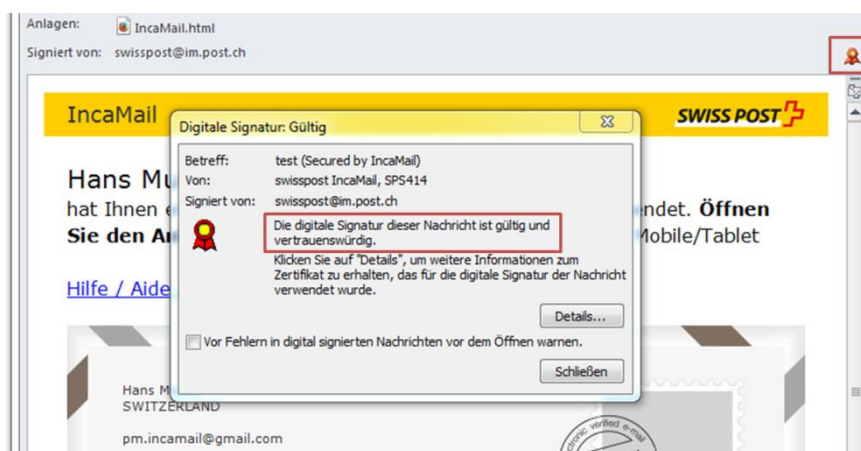 Anlagen: IncaMail.html
Signiert von: swisspost@im.post.ch
IncaMail
SWISS POST
Digitale Signatur: Gültig
Betreff: test (Secured by IncaMail)
Von: swisspost IncaMail, SPS414
Signiert von: swisspost@im.post.ch
Die digitale Signatur dieser Nachricht ist gültig und
vertrauenswürdig.
Klicken Sie auf "Details", um weitere Informationen zum
Zertifikat zu erhalten, das für die digitale Signatur der Nachricht
verwendet wurde.
Details...
Vor Fehlern in digital signierten Nachrichten vor dem Öffnen warnen.
Schließen
Hans Mu
hat Ihnen ndet. Öffnen
Sie den Mobile/Tablet
Hilfe / Aide
Hans M
SWITZERLAND
pm.incamail@gmail.com
verified e-ma